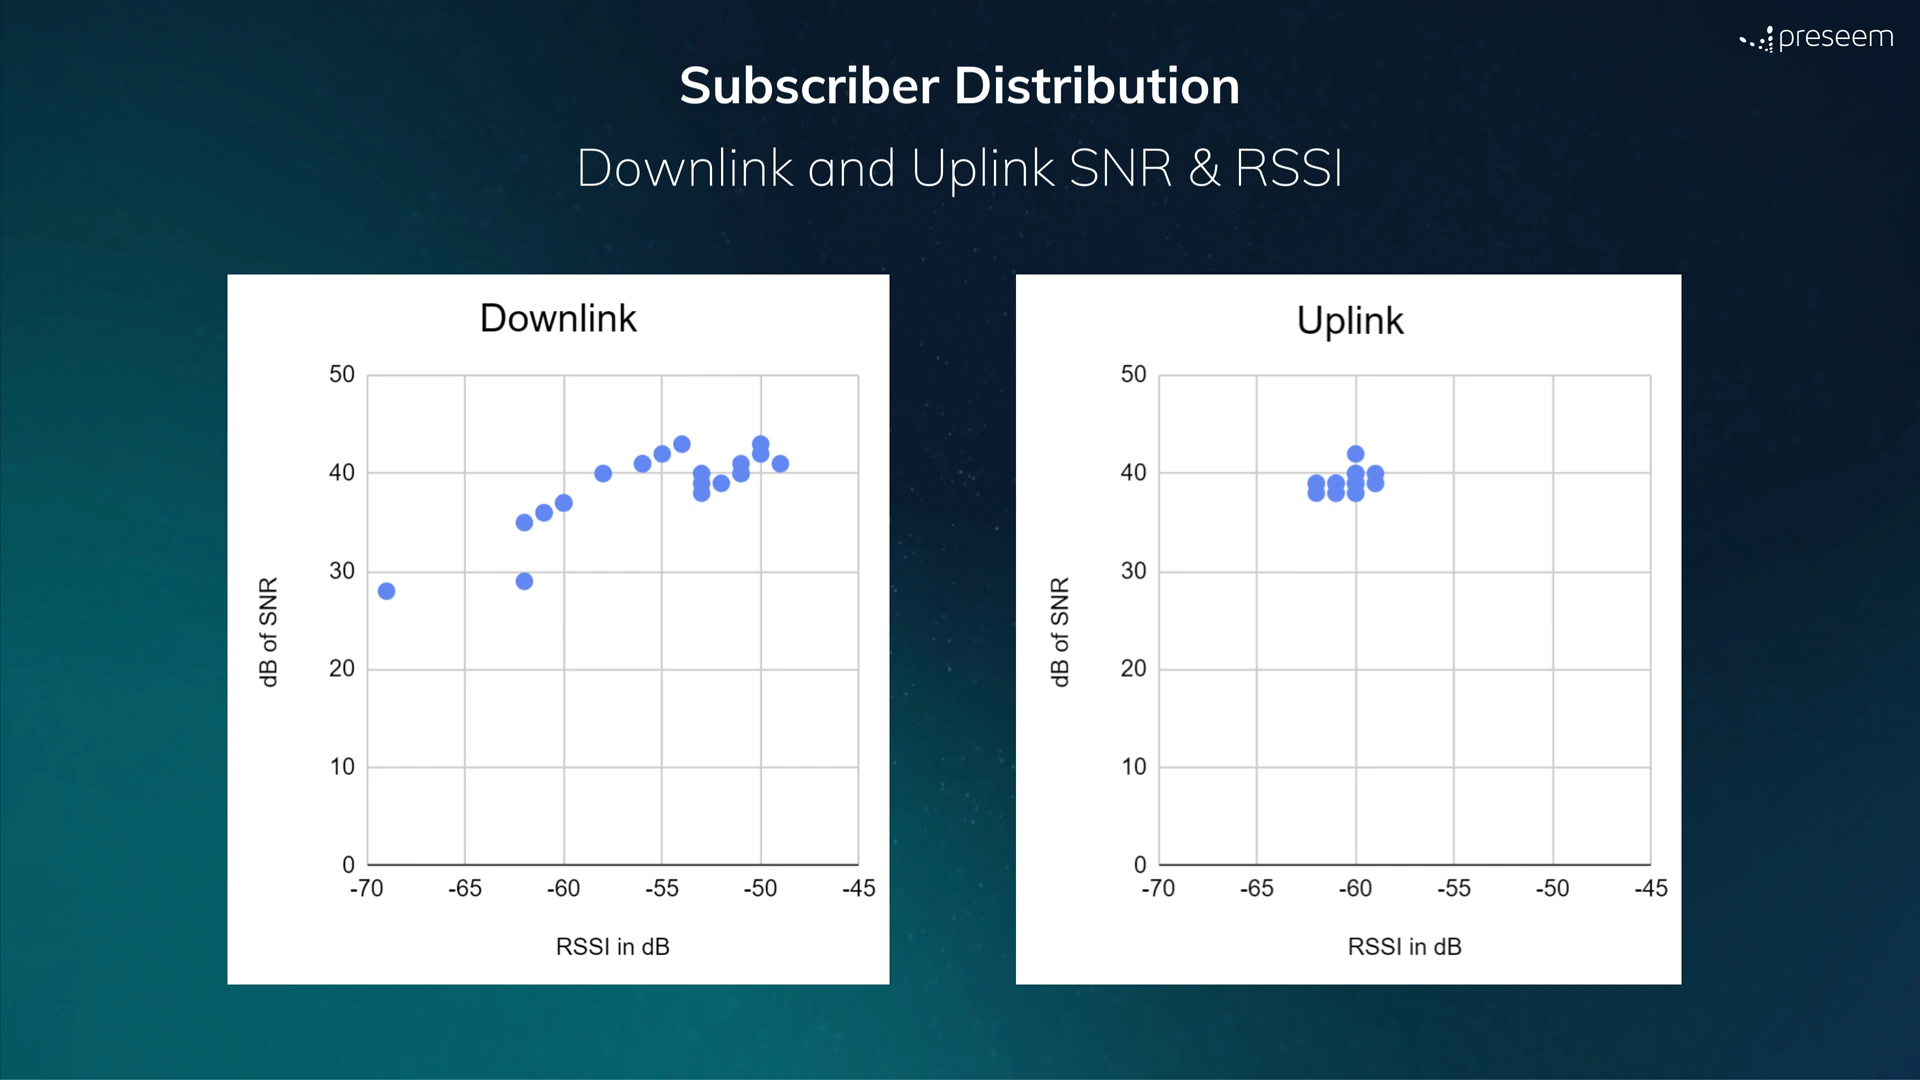 preseem
Subscriber Distribution
Downlink and Uplink SNR & RSSI
Downlink
50
40
30
20
10
0
dB of SNR
-70 -65 -60 -55 -50 -45
RSSI in dB
Uplink
50
40
30
20
10
0
dB of SNR
-70 -65 -60 -55 -50 -45
RSSI in dB